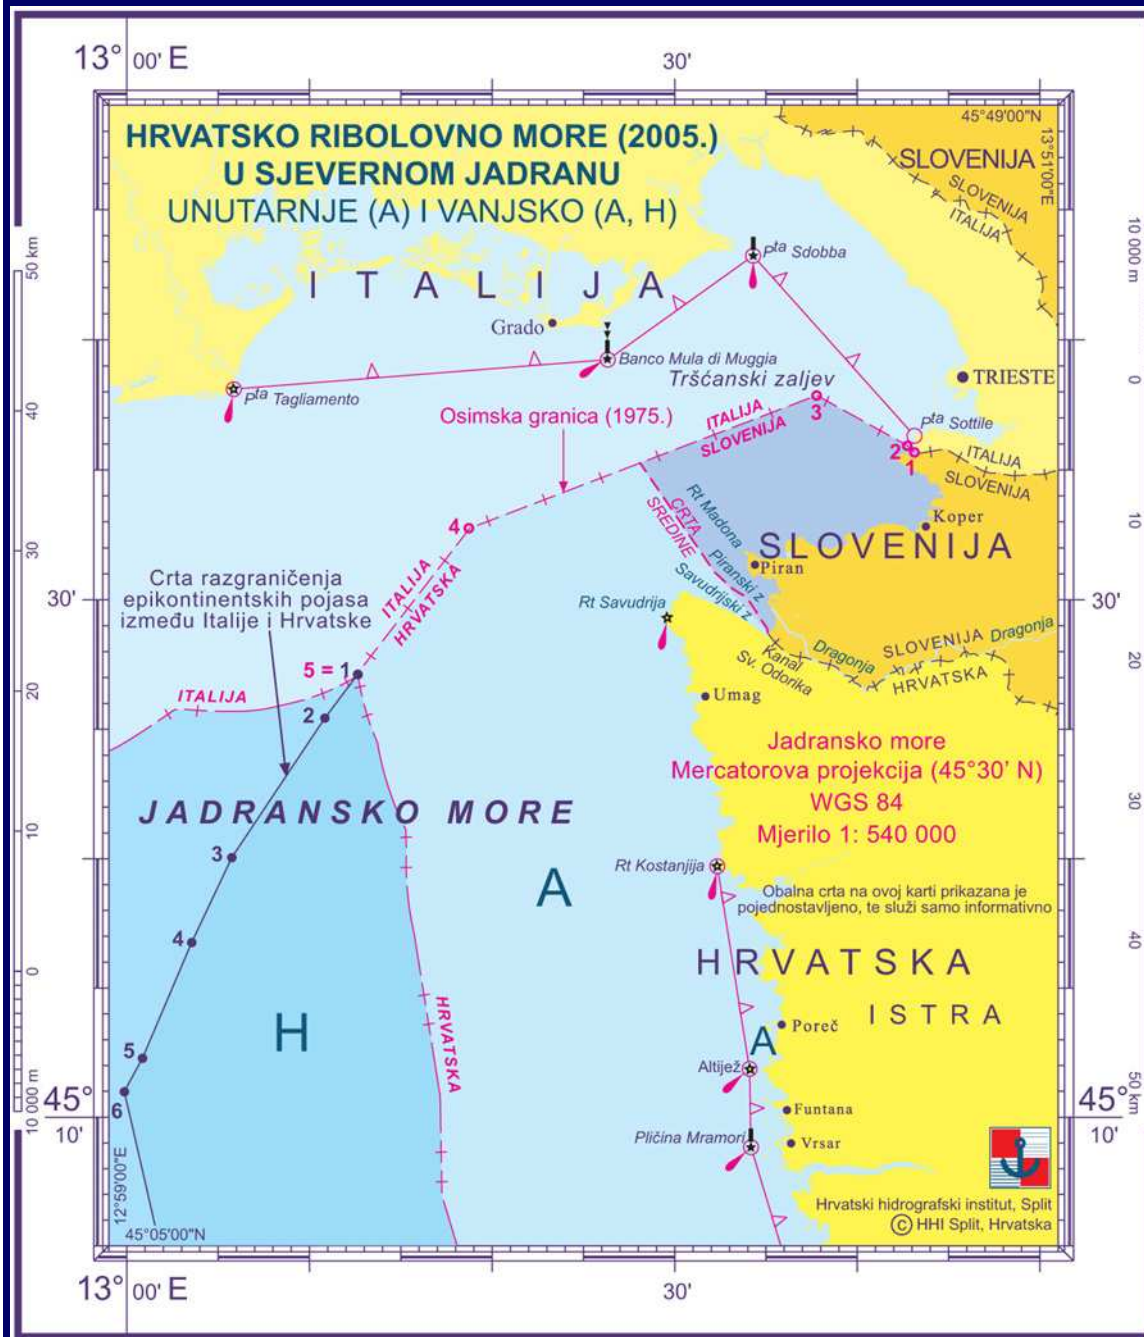 13° 00' E
30'
HRVATSKO RIBOLOVNO MORE (2005.)
U SJEVERNOM JADRANU
UNUTARNJE (A) I VANJSKO (A, H)
45°49'00"N
13°51'00"E
SLOVENIJA
SLOVENIJA
ITALIJA
Pta Sdobba
ITALIJA
Grado
Banco Mula di Muggia
Tršćanski zaljev
TRIESTE
Pta Tagliamento
Osimska granica (1975.)
ITALIJA
SLOVENIJA
3
Pta Sottile
2
1
ITALIJA
SLOVENIJA
Koper
CRTA
SREDINE
Rt Madona
Piranski z
Savudrijski z
SLOVENIJA
Piran
4
ITALIJA
HRVATSKA
Crta razgraničenja
epikontinentskih pojasa
između Italije i Hrvatske
30'
30'
Rt Savudrija
Kanal
Sv. Odorika
Dragonja
SLOVENIJA
HRVATSKA
Dragonja
5 = 1
ITALIJA
2
Umag
Jadransko more
Mercatorova projekcija (45°30' N)
WGS 84
Mjerilo 1: 540 000
JADRANSKO MORE
3
A
Rt Kostanjija
Obalna crta na ovoj karti prikazana je
pojednostavljeno, te služi samo informativno
4
HRVATSKA
ISTRA
H
HRVATSKA
Poreč
A
5
Altijež
6
45°
10'
45°
10'
Funtana
Pličina Mramori
Vrsar
12°59'00"E
45°05'00"N
Hrvatski hidrografski institut, Split
© HHI Split, Hrvatska
13° 00' E
30'
50 km
40
30
20
10
0
10 000 m
10 000 m
0
10
20
30
40
50 km